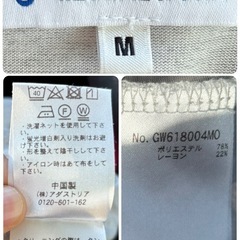 M
40
・洗濯ネットを使用して下さい。
・蛍光増白剤入り洗剤は使用しないで下さい。
・形を整えて陰干しして下さい。
・アイロン時はあて布をして下さい。
中国製
(株)アダストリア
0120-601-162
No. GW618004MO
ポリエステル 78%
レーヨン 22%